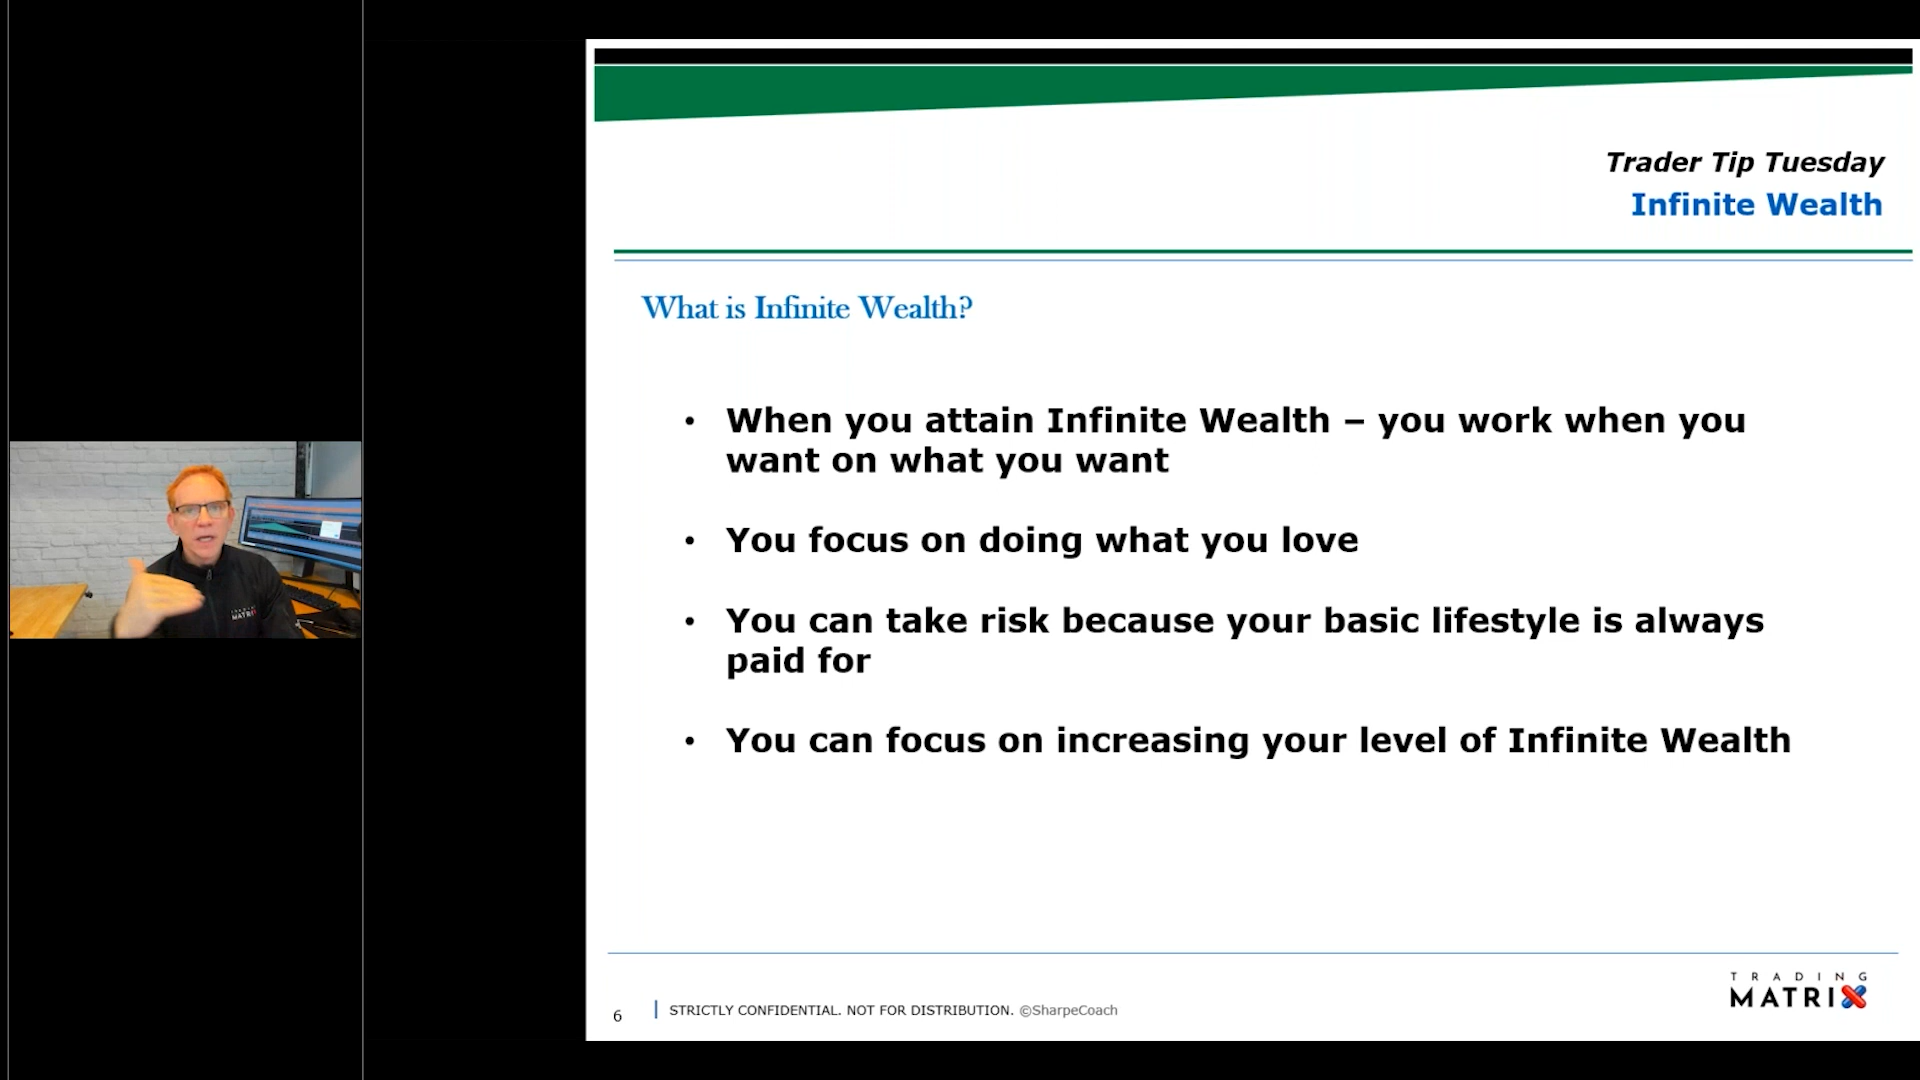 Trader Tip Tuesday
Infinite Wealth
What is Infinite Wealth?
• When you attain Infinite Wealth – you work when you
want on what you want
• You focus on doing what you love
• You can take risk because your basic lifestyle is always
paid for
• You can focus on increasing your level of Infinite Wealth
6
STRICTLY CONFIDENTIAL. NOT FOR DISTRIBUTION. ©SharpeCoach
TRADING
MATRIX
MATRIX